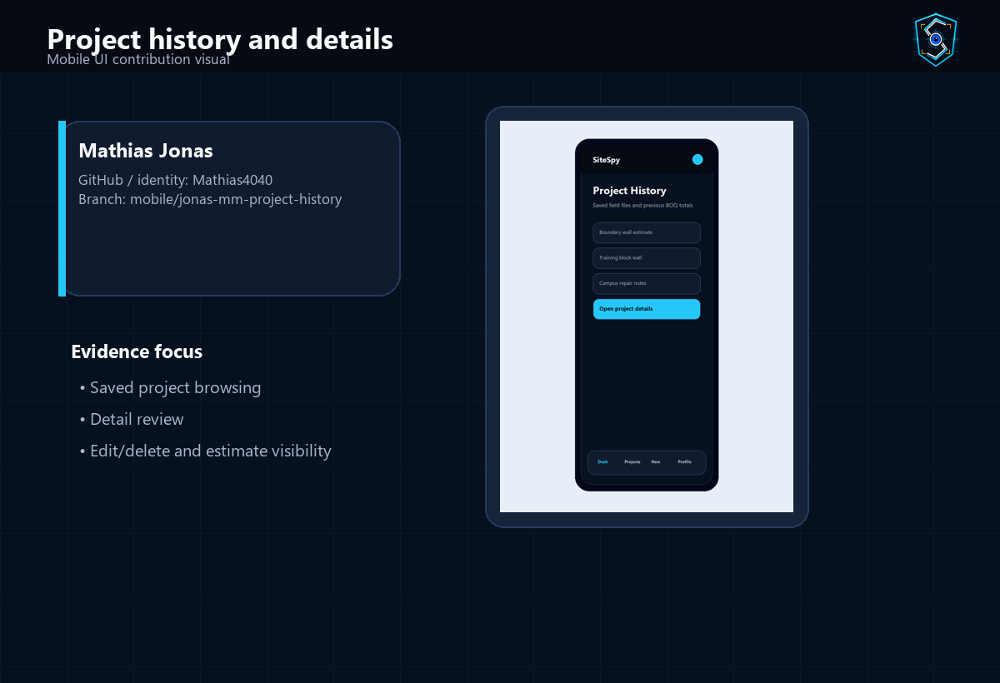 Project history and details
Mobile UI contribution visual
Mathias Jonas
GitHub / identity: Mathias4040
Branch: mobile/jonas-mm-project-history
Evidence focus
• Saved project browsing
• Detail review
• Edit/delete and estimate visibility
SiteSpy
Project History
Saved field files and previous BOQ totals
Boundary wall estimate
Training block wall
Campus repair notes
Open project details
Dash Projects New Profile